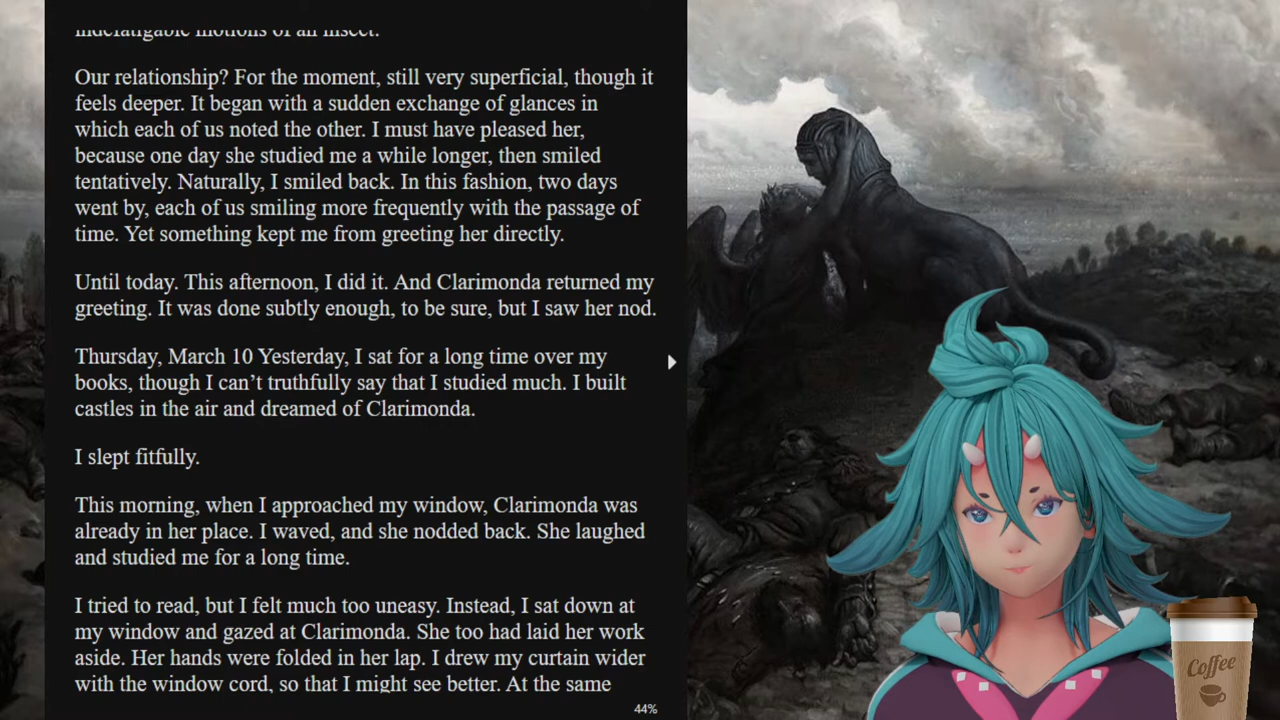 indefatigable motions of an insect.
Our relationship? For the moment, still very superficial, though it
feels deeper. It began with a sudden exchange of glances in
which each of us noted the other. I must have pleased her,
because one day she studied me a while longer, then smiled
tentatively. Naturally, I smiled back. In this fashion, two days
went by, each of us smiling more frequently with the passage of
time. Yet something kept me from greeting her directly.
Until today. This afternoon, I did it. And Clarimonda returned my
greeting. It was done subtly enough, to be sure, but I saw her nod.
Thursday, March 10 Yesterday, I sat for a long time over my
books, though I can’t truthfully say that I studied much. I built
castles in the air and dreamed of Clarimonda.
I slept fitfully.
This morning, when I approached my window, Clarimonda was
already in her place. I waved, and she nodded back. She laughed
and studied me for a long time.
I tried to read, but I felt much too uneasy. Instead, I sat down at
my window and gazed at Clarimonda. She too had laid her work
aside. Her hands were folded in her lap. I drew my curtain wider
with the window cord, so that I might see better. At the same
44%
Coffee